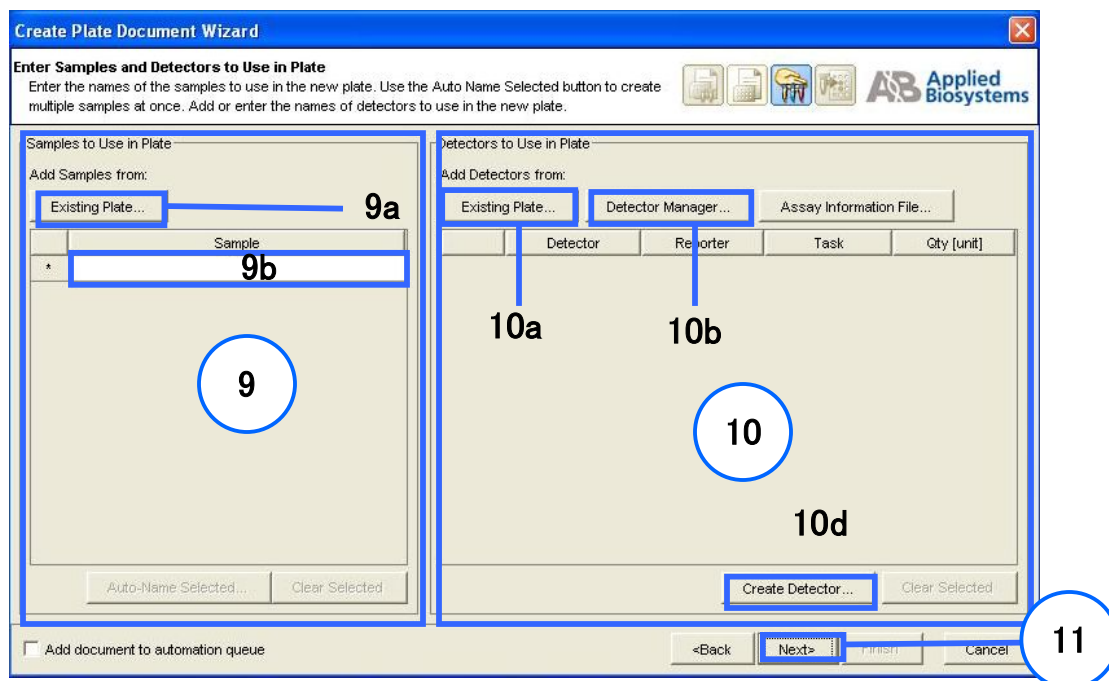 Create Plate Document Wizard
Enter Samples and Detectors to Use in Plate
Enter the names of the samples to use in the new plate. Use the Auto Name Selected button to create
multiple samples at once. Add or enter the names of detectors to use in the new plate.
AB Applied
Biosystems
Samples to Use in Plate
Add Samples from:
Existing Plate...
9a
Sample
*
9b
9
Auto-Name Selected...
Clear Selected
Detectors to Use in Plate
Add Detectors from:
Existing Plate...
Detector Manager...
Assay Information File...
Detector
Reporter
Task
Qty [unit]
10a
10b
10
10d
Create Detector...
Clear Selected
Add document to automation queue
<Back
Next>
Finish
Cancel
11